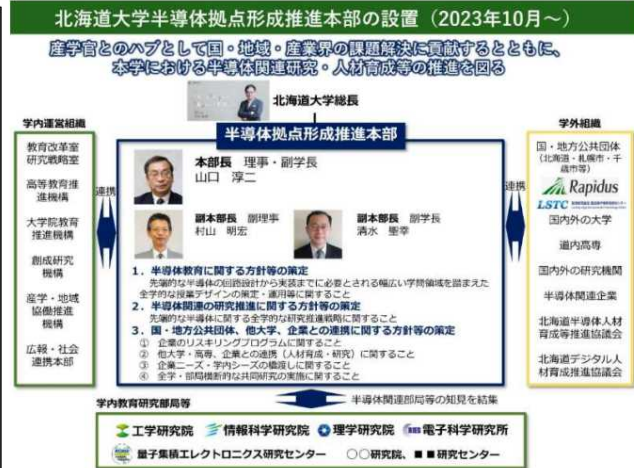 北海道大学半導体拠点形成推進本部の設置（2023年10月～）
産学官とのハブとして国・地域・産業界の課題解決に貢献するとともに、
本学における半導体関連研究・人材育成等の推進を図る
北海道大学総長
半導体拠点形成推進本部
学内運営組織
教育改革室
研究戦略室
高等教育推
進機構
大学院教育
推進機構
創成研究
機構
産学・地域
協働推進
機構
広報・社会
連携本部
連携
本部長 理事・副学長
山口 淳二
副本部長 副理事
村山 明宏
副本部長 副学長
清水 聖幸
1．半導体教育に関する方針等の策定
先端的な半導体の回路設計から実装までに必要とされる幅広い学問領域を踏まえた
全学的な授業デザインの策定・運用等に関すること
2．半導体関連の研究推進に関する方針等の策定
先端的な半導体に関する全学的な研究推進戦略に関すること
3．国・地方公共団体、他大学、企業との連携に関する方針等の策定
① 企業のリスキリングプログラムに関すること
② 他大学・高専、企業との連携（人材育成・研究）に関すること
③ 企業ニーズ・学内シーズの橋渡しに関すること
④ 全学・部局横断的な共同研究の実施に関すること
連携
学外組織
国・地方公共団体
（北海道・札幌市・千
歳市等）
Rapidus
LSTC
国内外の大学
道内高専
国内外の研究機関
半導体関連企業
北海道半導体人材
育成等推進協議会
北海道デジタル人
材育成推進協議会
学内教育研究部局等
半導体関連部局等の知見を結集
工学研究院 情報科学研究院 理学研究院 電子科学研究所
量子集積エレクトロニクス研究センター ○○研究院、■■研究センター